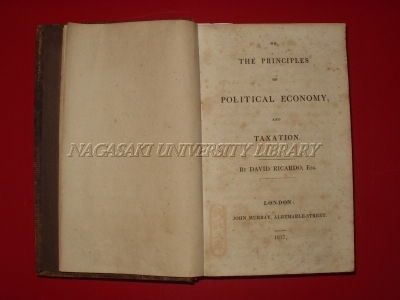 ON
THE PRINCIPLES
OF
POLITICAL ECONOMY,
AND
TAXATION.
NAGASAKI UNIVERSITY LIBRARY
By DAVID RICARDO, Esq.
LONDON:
JOHN MURRAY, ALBEMARLE-STREET.
1817.